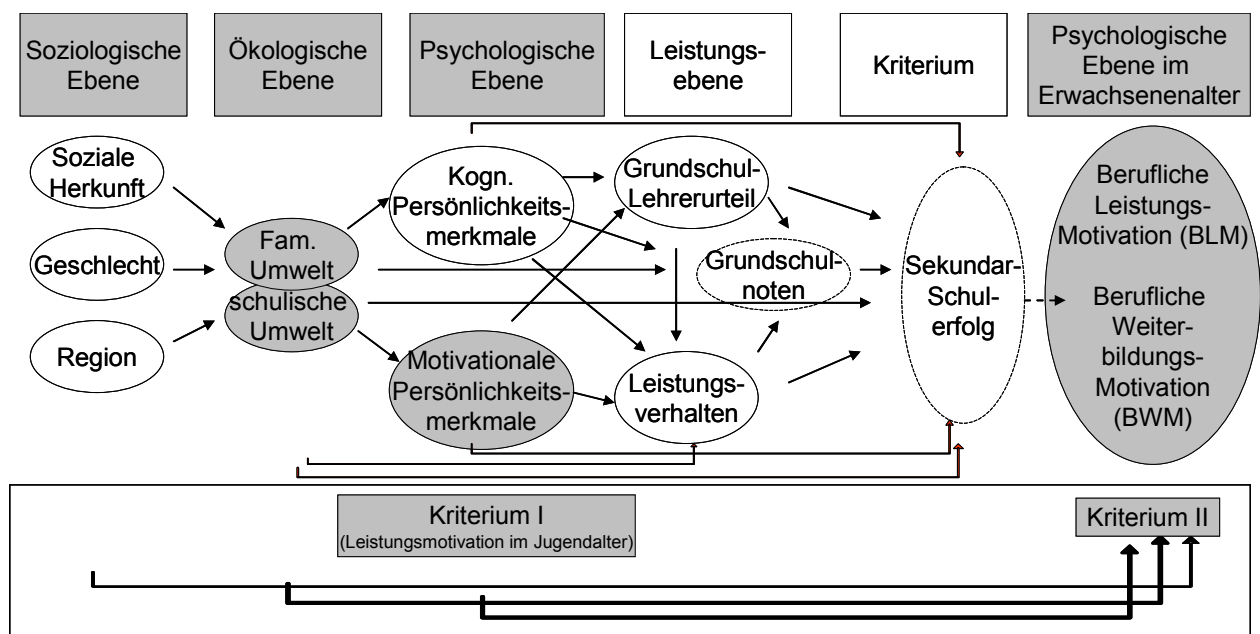 Soziologische
Ebene
Ökologische
Ebene
Psychologische
Ebene
Leistungs-
ebene
Kriterium
Psychologische
Ebene im
Erwachsenenalter
Soziale
Herkunft
Geschlecht
Region
Fam.
Umwelt
schulische
Umwelt
Kogn.
Persönlichkeits-
merkmale
Motivationale
Persönlichkeits-
merkmale
Grundschul-
Lehrerurteil
Grundschul-
noten
Leistungs-
verhalten
Sekundar-
Schul-
erfolg
Berufliche
Leistungs-
Motivation (BLM)
Berufliche
Weiter-
bildungs-
Motivation
(BWM)
Kriterium I
(Leistungsmotivation im Jugendalter)
Kriterium II